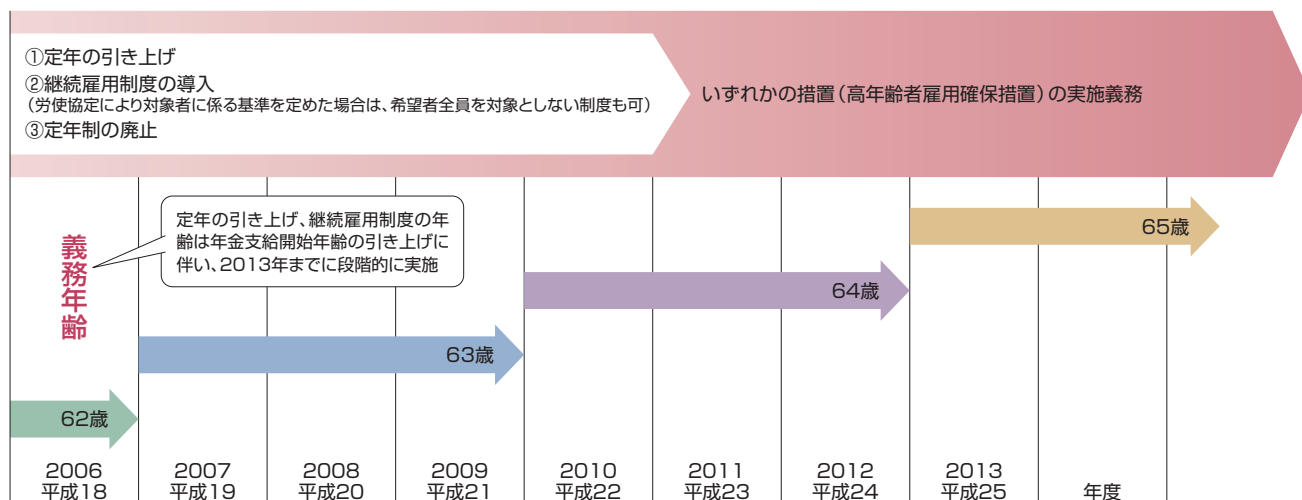 ①定年の引き上げ
②継続雇用制度の導入
（労使協定により対象者に係る基準を定めた場合は、希望者全員を対象としない制度も可）
③定年制の廃止
いずれかの措置（高年齢者雇用確保措置）の実施義務
義務年齢
定年の引き上げ、継続雇用制度の年
齢は年金支給開始年齢の引き上げに
伴い、2013年までに段階的に実施
65歳
64歳
63歳
62歳
2006 2007 2008 2009 2010 2011 2012 2013
平成18 平成19 平成20 平成21 平成22 平成23 平成24 平成25 年度